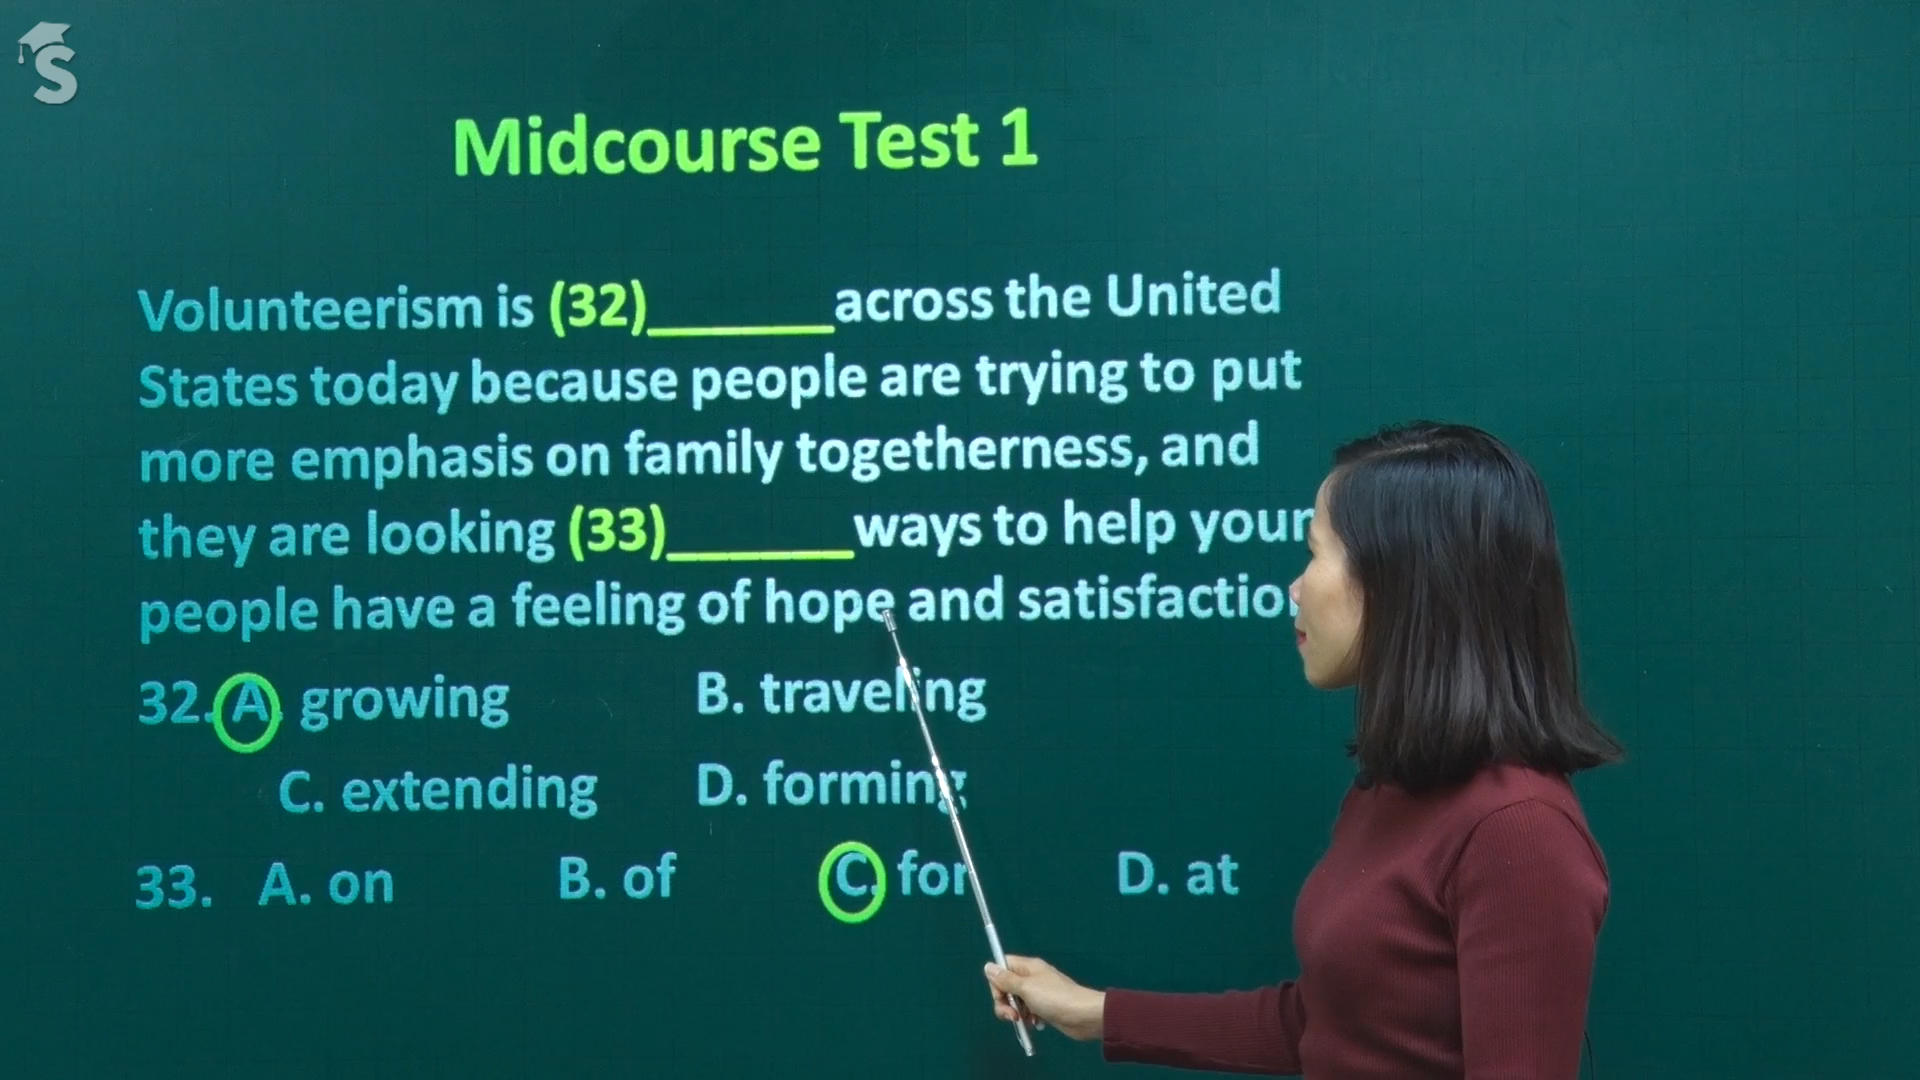 S
Midcourse Test 1
Volunteerism is (32)______across the United
States today because people are trying to put
more emphasis on family togetherness, and
they are looking (33)______ways to help
people have a feeling of hope and
32. A growing B. traveling
C. extending D. forming
33. A. on B. of C. for D. at